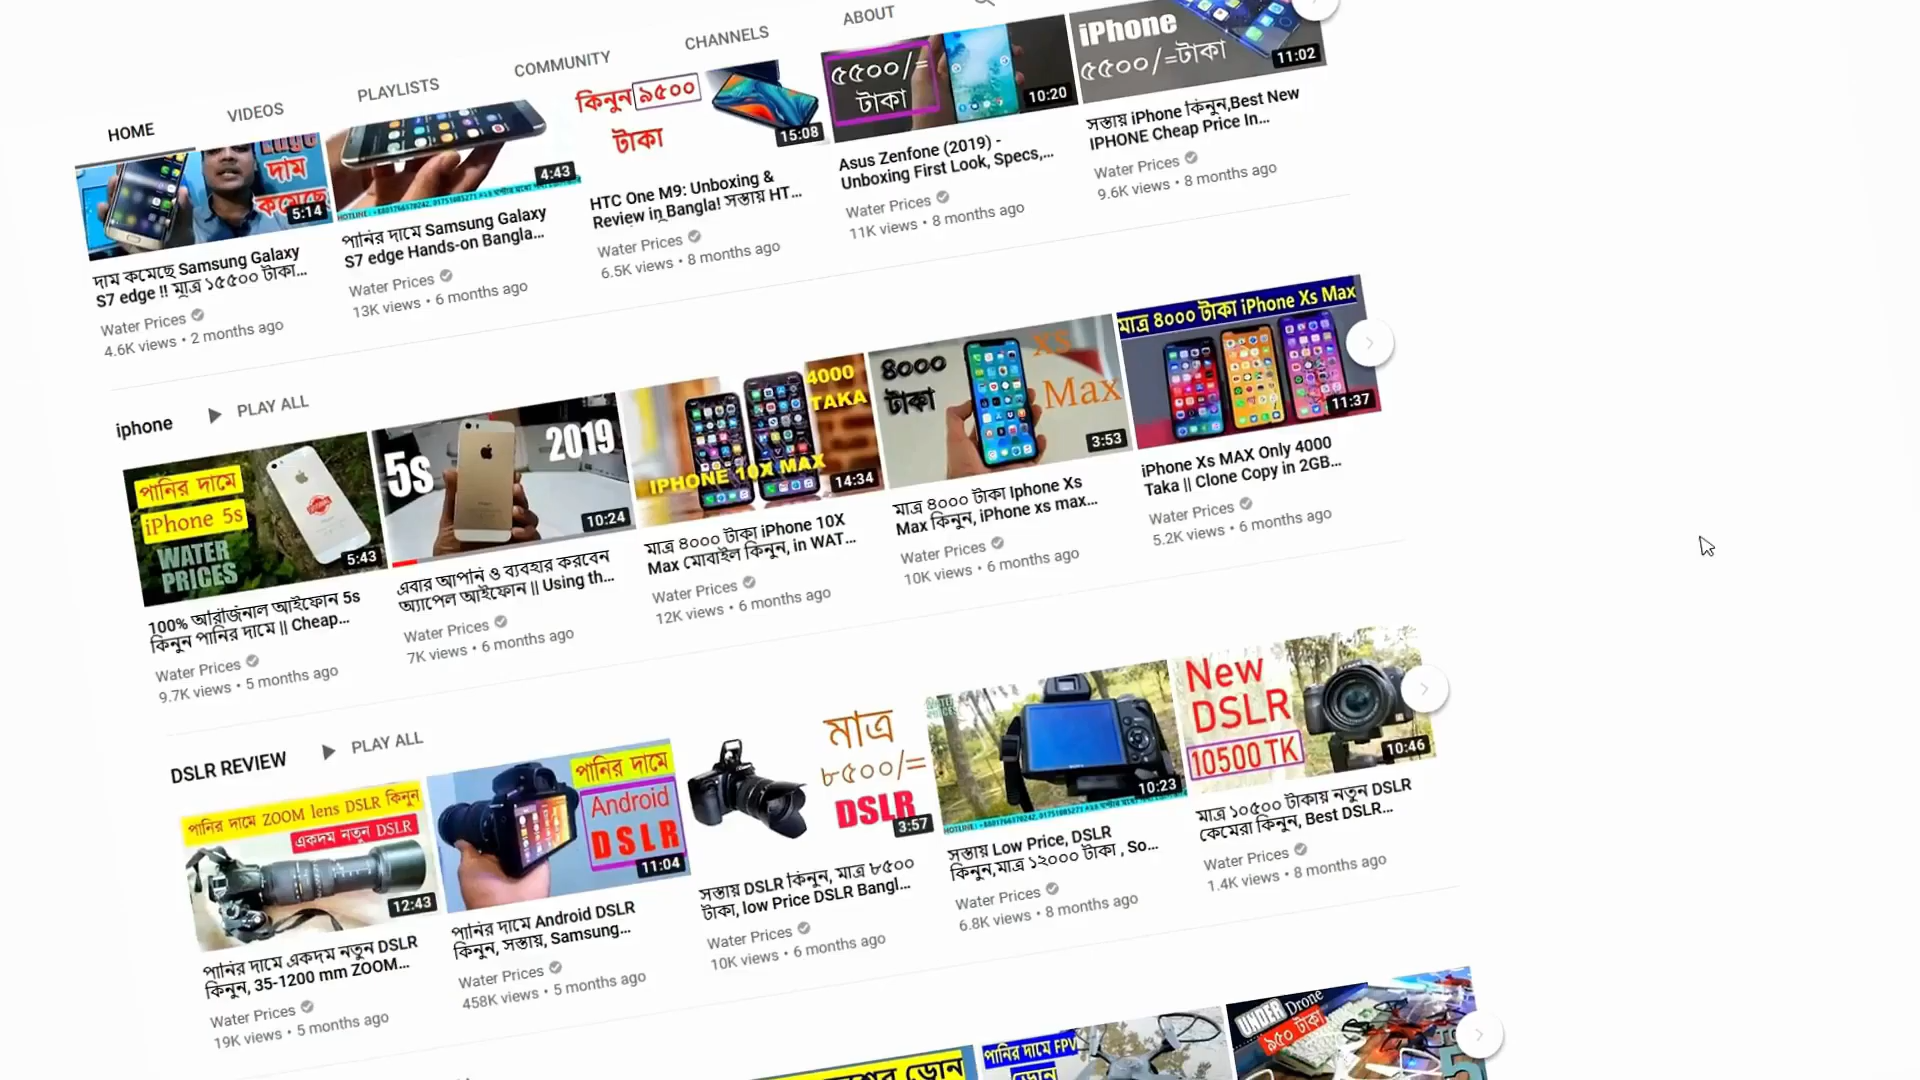 HOME
VIDEOS
PLAYLISTS
COMMUNITY
CHANNELS
ABOUT
দাম
কমেছে
5:14
4:43
কিনুন ৯৫০০
টাকা
15:08
৫৫০০/=
টাকা
10:20
iPhone
৫৫০০/=টাকা
11:02
দাম কমেছে Samsung Galaxy
S7 edge !! মাত্র ১৫৫০০ টাকা...
Water Prices
4.6K views • 2 months ago
পানির দামে Samsung Galaxy
S7 edge Hands-on Bangla...
Water Prices
13K views • 6 months ago
HTC One M9: Unboxing &
Review in Bangla! সস্তায় HT...
Water Prices
6.5K views • 8 months ago
Asus Zenfone (2019) -
Unboxing First Look, Specs,...
Water Prices
11K views • 8 months ago
সস্তায় iPhone কিনুন,Best New
IPHONE Cheap Price In...
Water Prices
9.6K views • 8 months ago
iphone
PLAY ALL
পানির দামে
iPhone 5s
WATER
PRICES
5:43
5s
2019
10:24
4000
TAKA
IPHONE 10X MAX
14:34
৪০০০
টাকা
xs
Max
3:53
মাত্র ৪০০০ টাকা iPhone Xs Max
11:37
100% অরিজিনাল আইফোন 5s
কিনুন পানির দামে || Cheap...
Water Prices
9.7K views • 5 months ago
এবার আপনি ও ব্যবহার করবেন
অ্যাপেল আইফোন || Using th...
Water Prices
7K views • 6 months ago
মাত্র ৪০০০ টাকা iPhone 10X
Max মোবাইল কিনুন, in WAT...
Water Prices
12K views • 6 months ago
মাত্র ৪০০০ টাকা Iphone Xs
Max কিনুন, iPhone xs max...
Water Prices
10K views • 6 months ago
iPhone Xs MAX Only 4000
Taka || Clone Copy in 2GB...
Water Prices
5.2K views • 6 months ago
DSLR REVIEW
PLAY ALL
পানির দামে ZOOM lens DSLR কিনুন
একদম নতুন DSLR
12:43
পানির দামে
Android
DSLR
11:04
মাত্র
৮৫০০/=
DSLR
3:57
10:23
New
DSLR
10500 TK
10:46
পানির দামে একদম নতুন DSLR
কিনুন, 35-1200 mm ZOOM...
Water Prices
19K views • 5 months ago
পানির দামে Android DSLR
কিনুন, সস্তায়, Samsung...
Water Prices
458K views • 5 months ago
সস্তায় DSLR কিনুন, মাত্র ৮৫০০
টাকা, low Price DSLR Bangl...
Water Prices
10K views • 6 months ago
সস্তায় Low Price, DSLR
কিনুন,মাত্র ১২০০০ টাকা , So...
Water Prices
6.8K views • 8 months ago
মাত্র ১০৫০০ টাকায় নতুন DSLR
কেমেরা কিনুন, Best DSLR...
Water Prices
1.4K views • 8 months ago
পানির দামে FPV
ড্রোন
UNDER Drone
৯৫০ টাকা